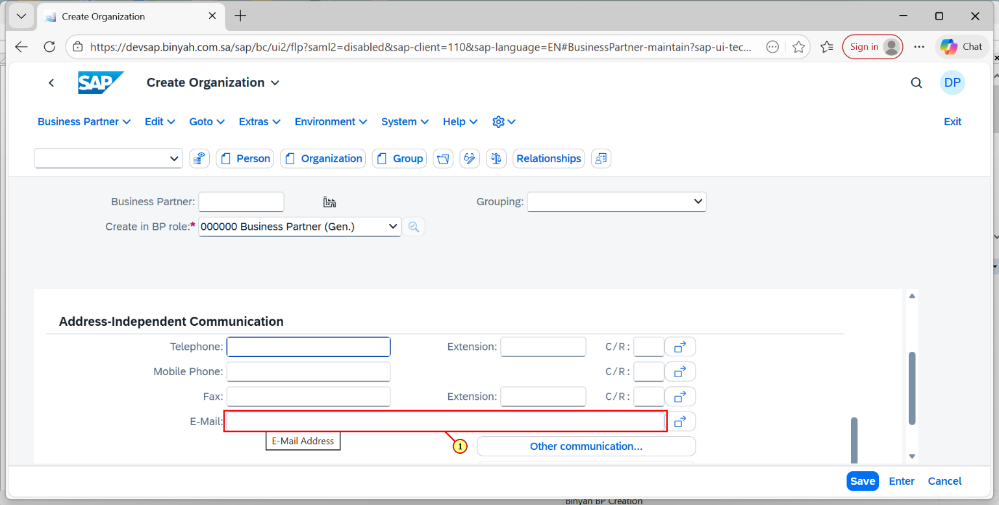 Create Organization
https://devsap.binyah.com.sa/sap/bc/ui2/flp?saml2=disabled&sap-client=110&sap-language=EN#BusinessPartner-maintain?sap-ui-tec...
Sign in
Chat
SAP
Create Organization
DP
Business Partner
Edit
Goto
Extras
Environment
System
Help
Exit
Person
Organization
Group
Relationships
Business Partner:
Grouping:
Create in BP role:*
000000 Business Partner (Gen.)
Address-Independent Communication
Telephone:
Extension:
C/R:
Mobile Phone:
C/R:
Fax:
Extension:
C/R:
E-Mail:
E-Mail Address
1
Other communication...
Save
Enter
Cancel
Binyah BP Creation